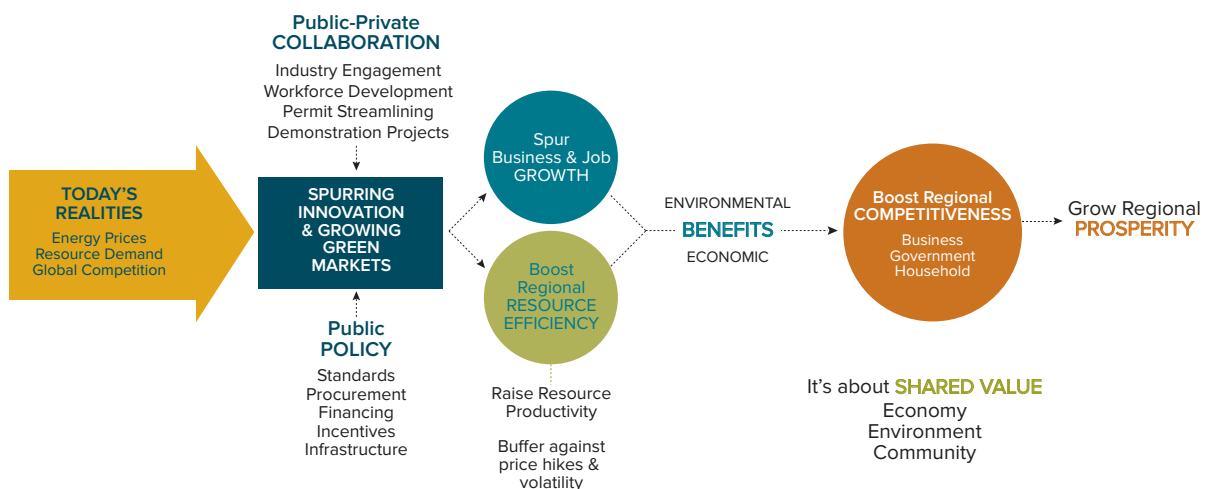 Public-Private
COLLABORATION
Industry Engagement
Workforce Development
Permit Streamlining
Demonstration Projects
TODAY'S
REALITIES
Energy Prices
Resource Demand
Global Competition
SPURRING
INNOVATION
& GROWING
GREEN
MARKETS
Public
POLICY
Standards
Procurement
Financing
Incentives
Infrastructure
Spur
Business & Job
GROWTH
Boost
Regional
RESOURCE
EFFICIENCY
Raise Resource
Productivity
Buffer against
price hikes &
volatility
ENVIRONMENTAL
BENEFITS
ECONOMIC
Boost Regional
COMPETITIVENESS
Business
Government
Household
Grow Regional
PROSPERITY
It's about SHARED VALUE
Economy
Environment
Community